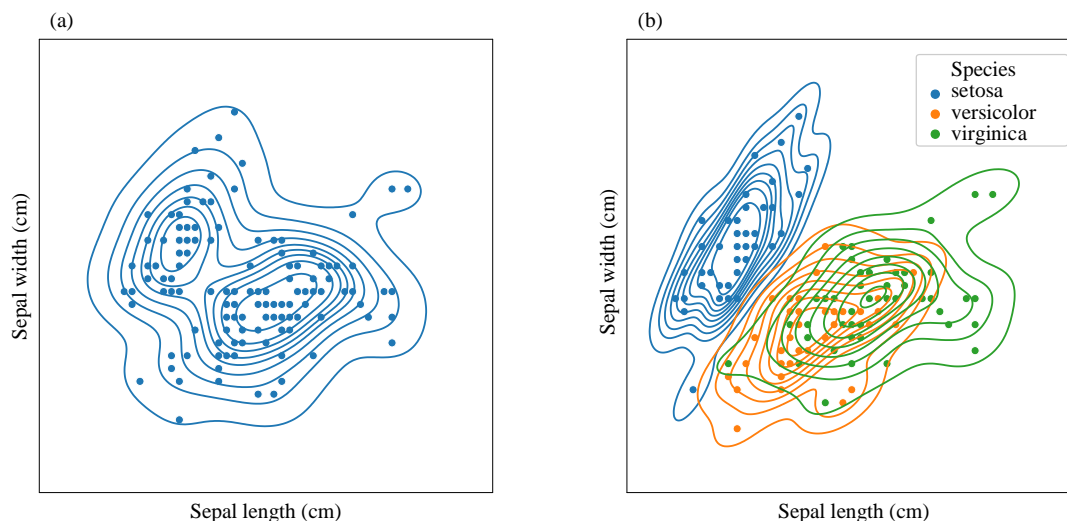 (a)
Sepal width (cm)
Sepal length (cm)
(b)
Sepal width (cm)
Sepal length (cm)
Species
setosa
versicolor
virginica